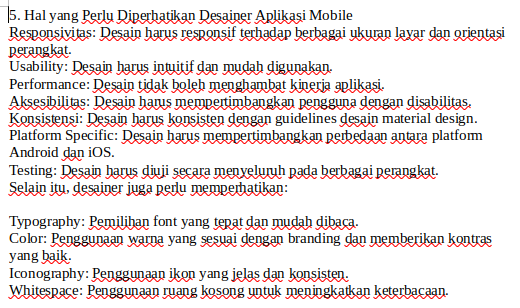 5. Hal yang Perlu Diperhatikan Desainer Aplikasi Mobile
Responsivitas: Desain harus responsif terhadap berbagai ukuran layar dan orientasi
perangkat.
Usability: Desain harus intuitif dan mudah digunakan.
Performance: Desain tidak boleh menghambat kinerja aplikasi.
Aksesibilitas: Desain harus mempertimbangkan pengguna dengan disabilitas.
Konsistensi: Desain harus konsisten dengan guidelines desain material design.
Platform Specific: Desain harus mempertimbangkan perbedaan antara platform
Android dan iOS.
Testing: Desain harus diuji secara menyeluruh pada berbagai perangkat.
Selain itu, desainer juga perlu memperhatikan:
Typography: Pemilihan font yang tepat dan mudah dibaca.
Color: Penggunaan warna yang sesuai dengan branding dan memberikan kontras
yang baik.
Iconography: Penggunaan ikon yang jelas dan konsisten.
Whitespace: Penggunaan ruang kosong untuk meningkatkan keterbacaan.